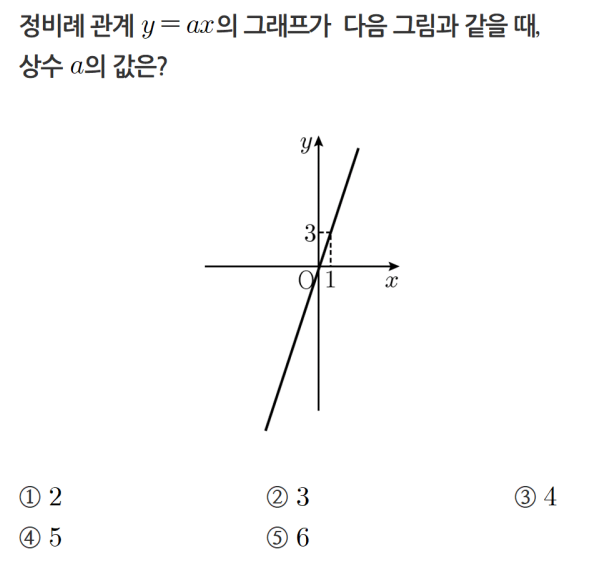 정비례 관계 y = ax의 그래프가 다음 그림과 같을 때,
상수 a의 값은?
y
3
O 1 x
① 2 ② 3 ③ 4
④ 5 ⑤ 6